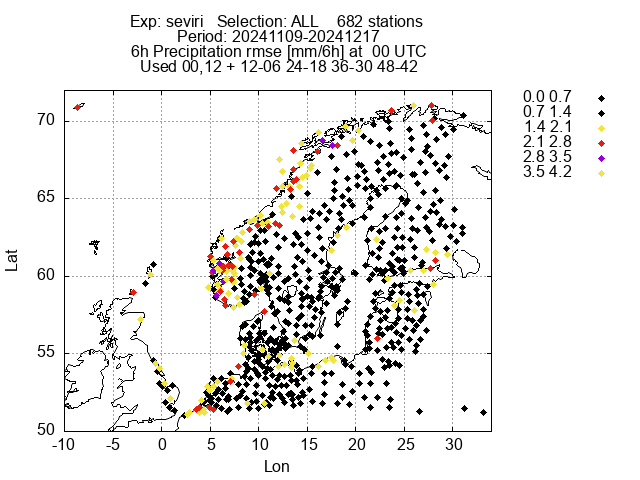 Exp: seviri   Selection: ALL    682 stations
Period: 20241109-20241217
6h Precipitation rmse [mm/6h] at  00 UTC
Used 00,12 + 12-06 24-18 36-30 48-42
0.0 0.7
0.7 1.4
1.4 2.1
2.1 2.8
2.8 3.5
3.5 4.2
70
65
60
55
50
Lat
-10 -5 0 5 10 15 20 25 30
Lon